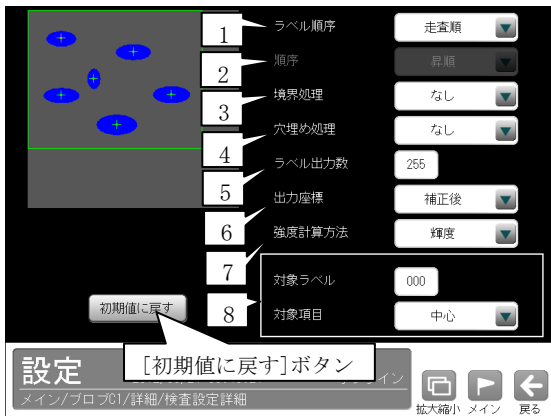 1 ラベル順序 走査順
2 順序 昇順
3 境界処理 なし
4 穴埋め処理 なし
5 ラベル出力数 255
6 出力座標 補正後
7 強度計算方法 輝度
8 対象ラベル 000
対象項目 中心
初期値に戻す
[初期値に戻す]ボタン
設定
メイン/ブロブC1/詳細/検査設定詳細
拡大縮小 メイン 戻る